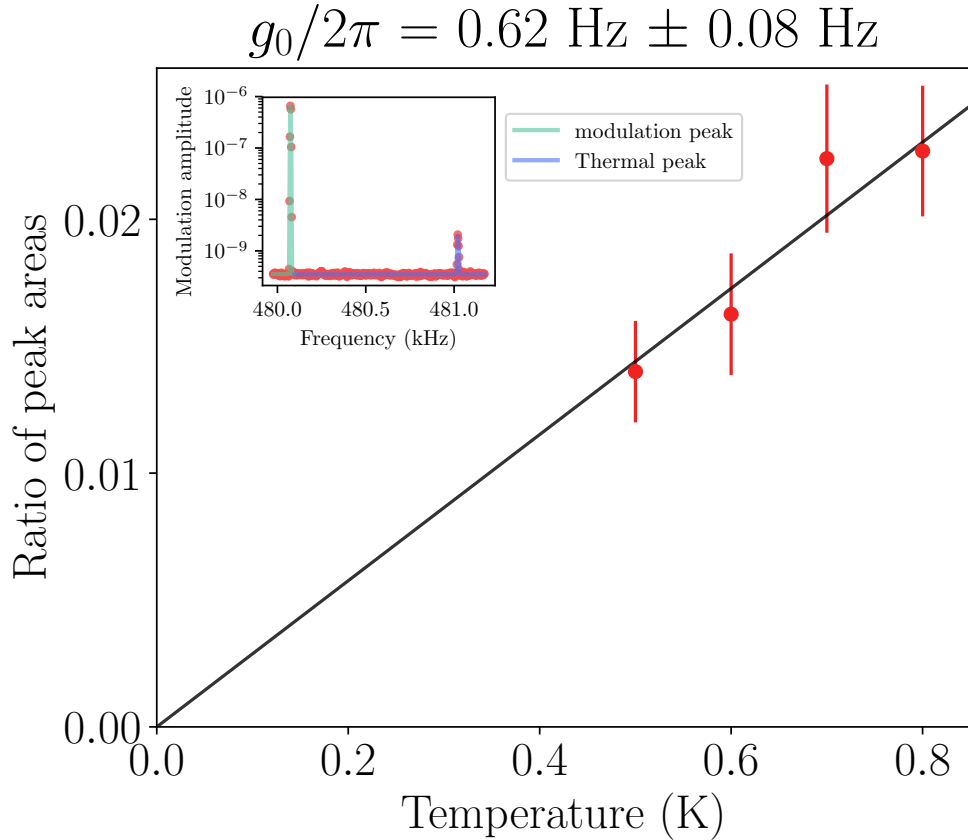 g₀/2π = 0.62 Hz ± 0.08 Hz
10⁻⁶
10⁻⁷
10⁻⁸
10⁻⁹
Modulation amplitude
480.0 480.5 481.0
Frequency (kHz)
modulation peak
Thermal peak
Ratio of peak areas
0.02
0.01
0.00
0.0 0.2 0.4 0.6 0.8
Temperature (K)